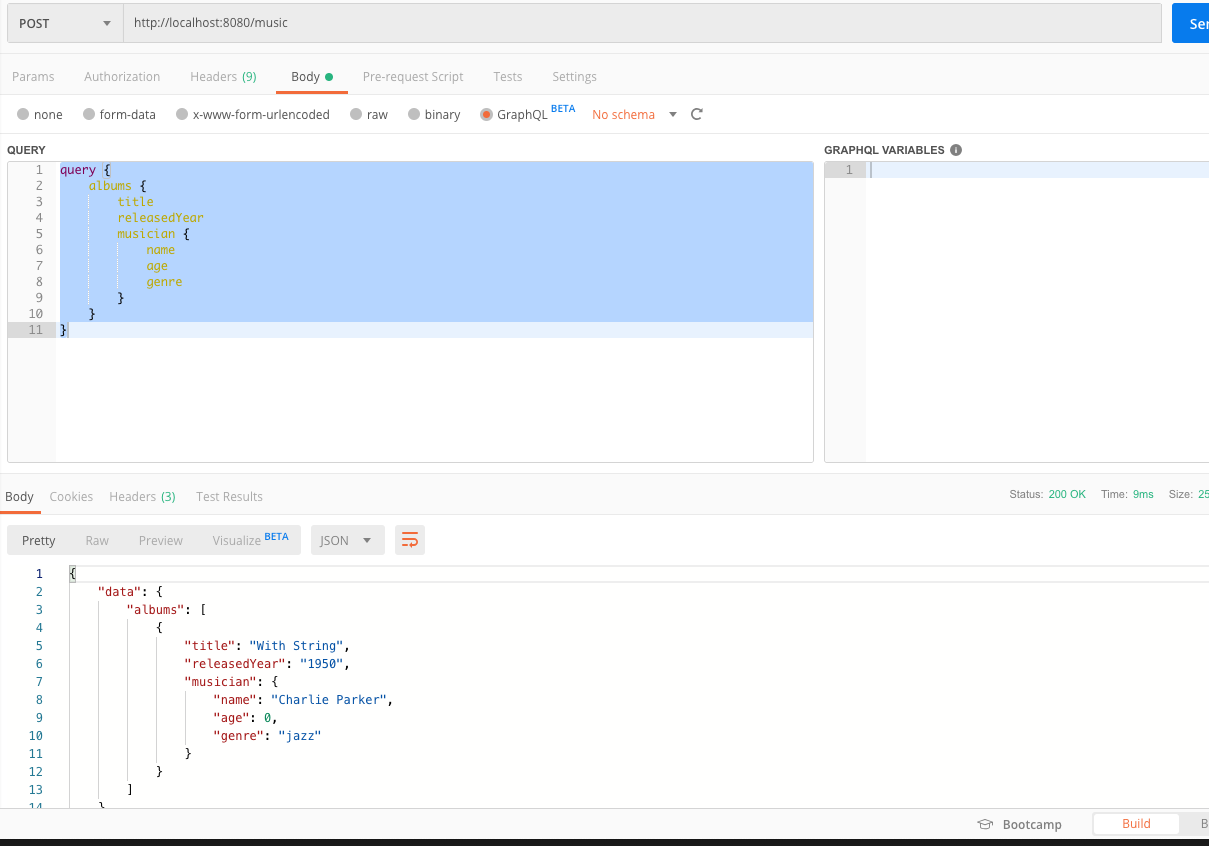 POST http://localhost:8080/music
Params Authorization Headers (9) Body Pre-request Script Tests Settings
none form-data x-www-form-urlencoded raw binary GraphQL BETA No schema
QUERY GRAPHQL VARIABLES
1 query { 1
2 albums {
3 title
4 releasedYear
5 musician {
6 name
7 age
8 genre
9 }
10 }
11 }
Body Cookies Headers (3) Test Results Status: 200 OK Time: 9ms Size: 25
Pretty Raw Preview Visualize BETA JSON
1 {
2 "data": {
3 "albums": [
4 {
5 "title": "With String",
6 "releasedYear": "1950",
7 "musician": {
8 "name": "Charlie Parker",
9 "age": 0,
10 "genre": "jazz"
11 }
12 }
13 ]
14 }
Bootcamp Build